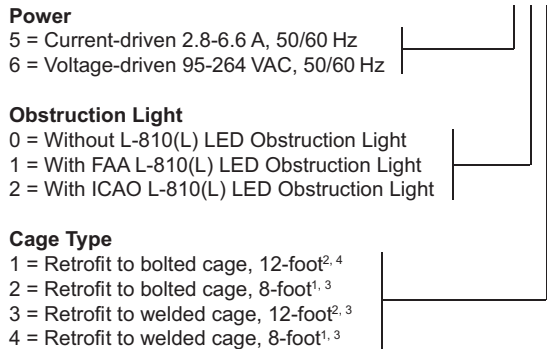 Power
5 = Current-driven 2.8-6.6 A, 50/60 Hz
6 = Voltage-driven 95-264 VAC, 50/60 Hz
Obstruction Light
0 = Without L-810(L) LED Obstruction Light
1 = With FAA L-810(L) LED Obstruction Light
2 = With ICAO L-810(L) LED Obstruction Light
Cage Type
1 = Retrofit to bolted cage, 12-foot2, 4
2 = Retrofit to bolted cage, 8-foot1, 3
3 = Retrofit to welded cage, 12-foot2, 3
4 = Retrofit to welded cage, 8-foot1, 3